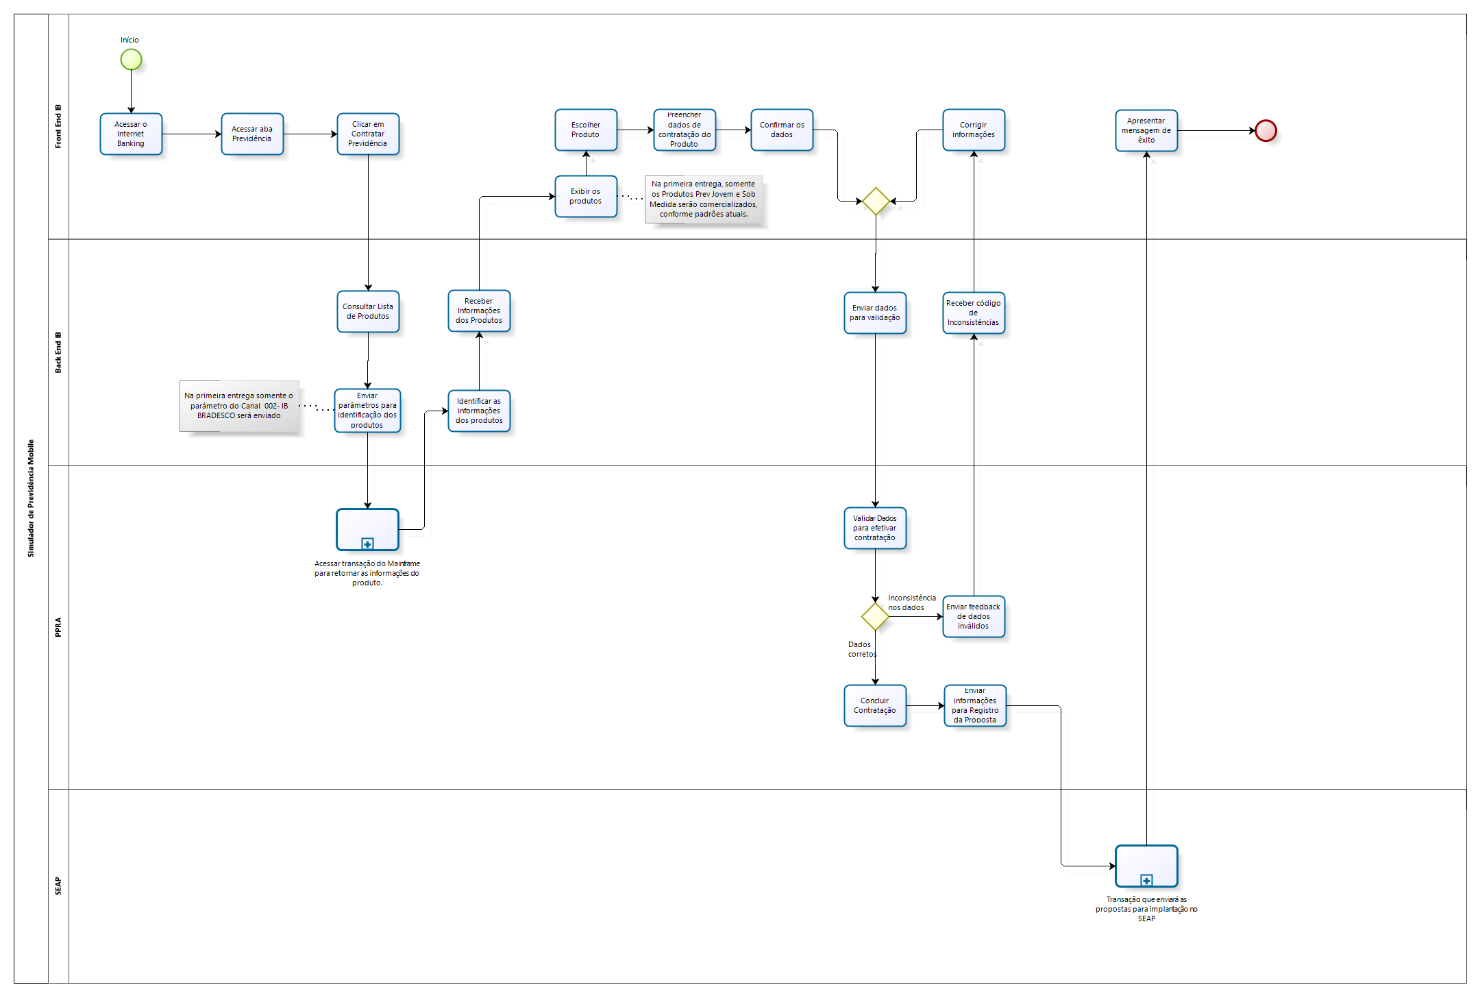 Simulador de Previdência Mobile
Front End IB
Início
Acessar o
Internet
Banking
Acessar aba
Previdência
Clicar em
Contratar
Previdência
Escolher
Produto
Preencher
dados de
contratação do
Produto
Confirmar os
dados
Corrigir
informações
Apresentar
mensagem de
êxito
Exibir os
produtos
Na primeira entrega, somente
os Produtos Prev Jovem e Sob
Medida serão comercializados,
conforme padrões atuais.
Back End IB
Consultar Lista
de Produtos
Receber
Informações
dos Produtos
Enviar dados
para validação
Receber código
de
Inconsistências
Na primeira entrega somente o
parâmetro do Canal 002- IB
BRADESCO será enviado
Enviar
parâmetros para
identificação dos
produtos
Identificar as
informações
dos produtos
PPRA
Acessar transação do Mainframe
para retornar as informações do
produto.
Validar Dados
para efetivar
contratação
Inconsistência
nos dados
Enviar feedback
de dados
inválidos
Dados
corretos
Concluir
Contratação
Enviar
informações
para Registro
da Proposta
SEAP
Transação que enviará as
propostas para implantação no
SEAP